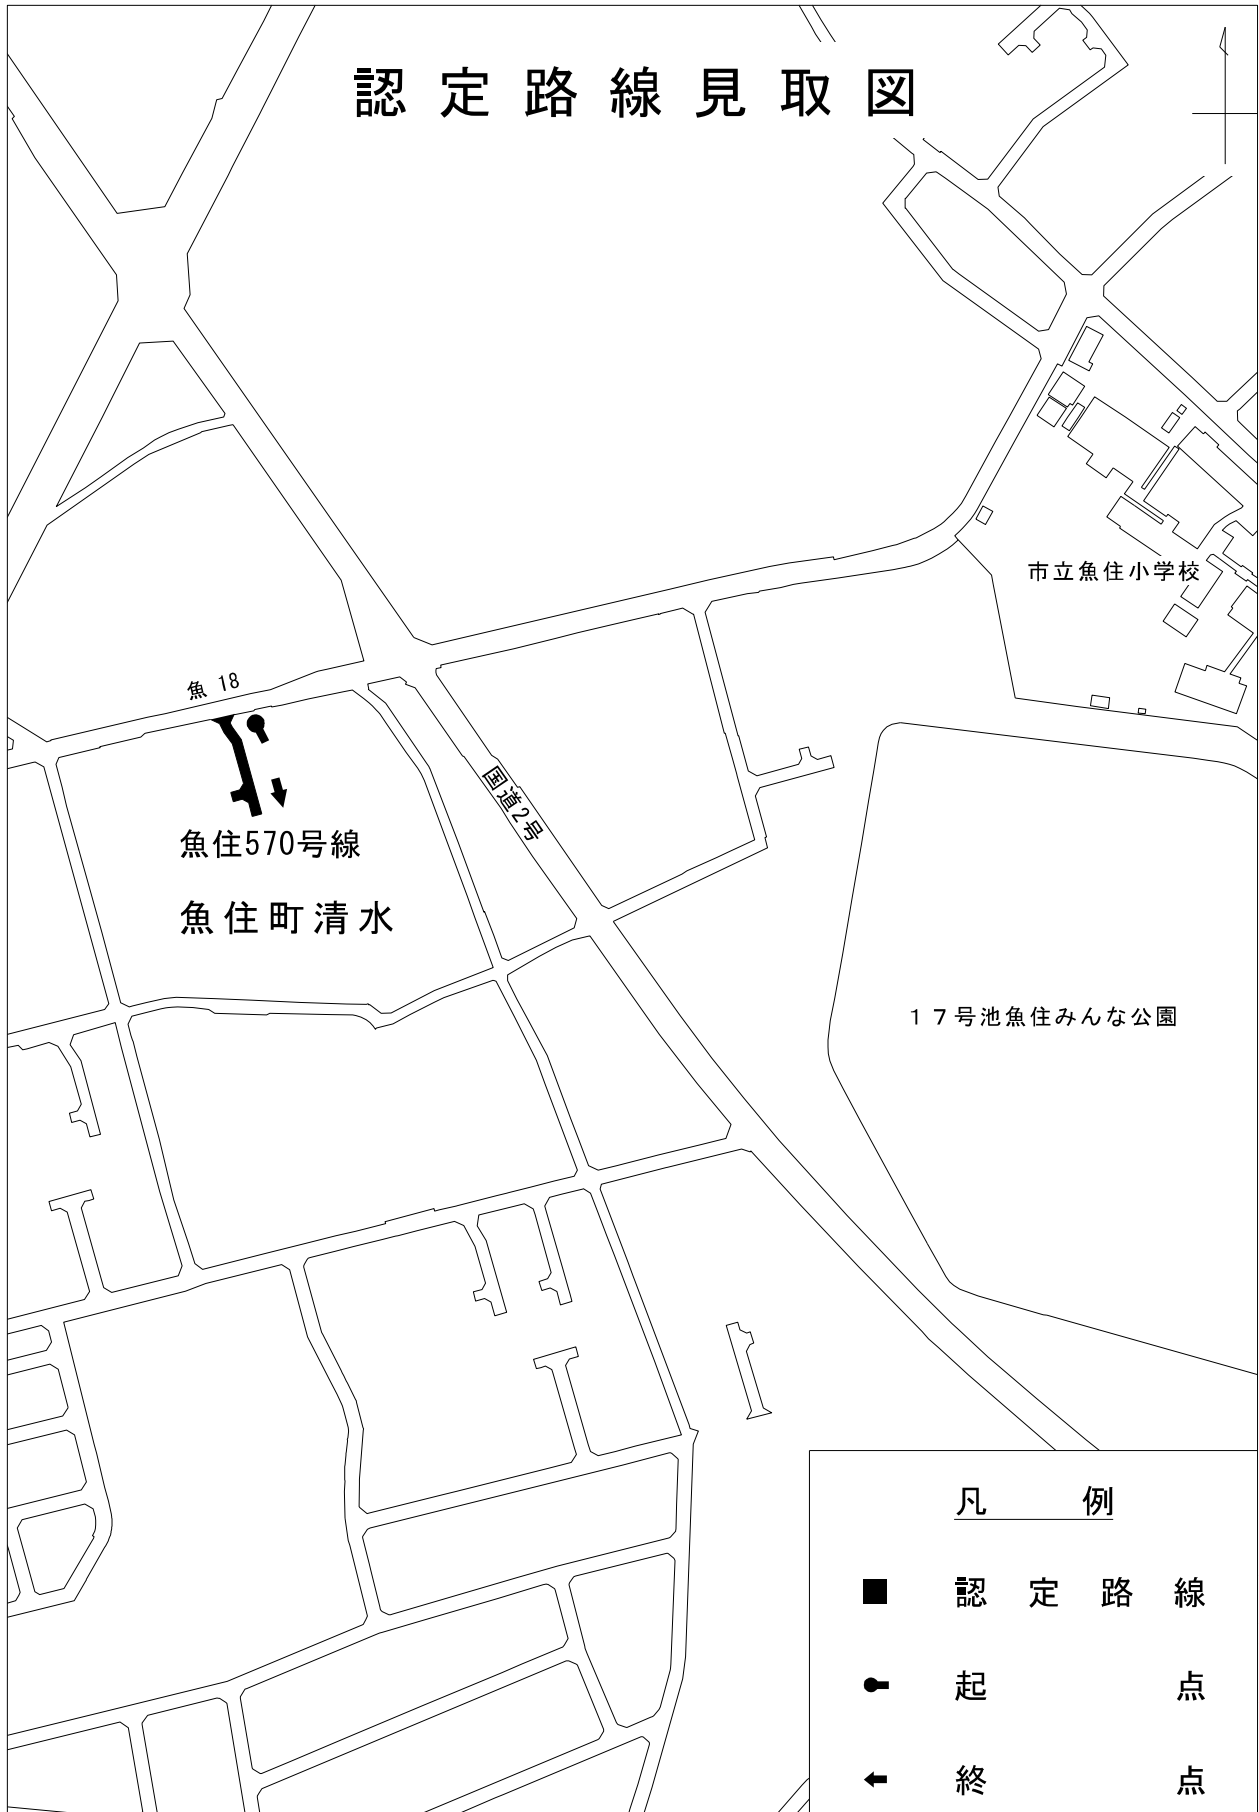 認定路線見取図
市立魚住小学校
魚 18
国道2号
魚住570号線
魚住町清水
17号池魚住みんな公園
凡 例
認定路線
起 点
終 点